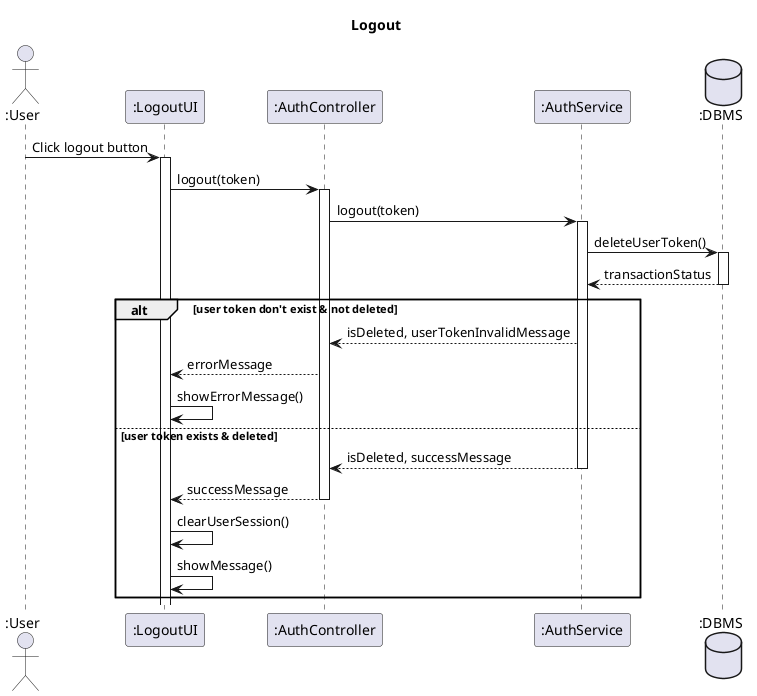 Logout
:User
:LogoutUI
:AuthController
:AuthService
:DBMS
Click logout button
logout(token)
logout(token)
deleteUserToken()
transactionStatus
alt [user token don't exist & not deleted]
isDeleted, userTokenInvalidMessage
errorMessage
showErrorMessage()
[user token exists & deleted]
isDeleted, successMessage
successMessage
clearUserSession()
showMessage()
:User
:LogoutUI
:AuthController
:AuthService
:DBMS